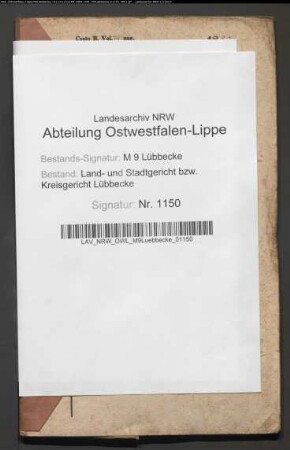 Landesarchiv NRW
Abteilung Ostwestfalen-Lippe
Bestands-Signatur: M 9 Lübbecke
Bestand: Land- und Stadtgericht bzw.
Kreisgericht Lübbecke
Signatur: Nr. 1150
LAV_NRW_OWL_M9Luebbecke_01150